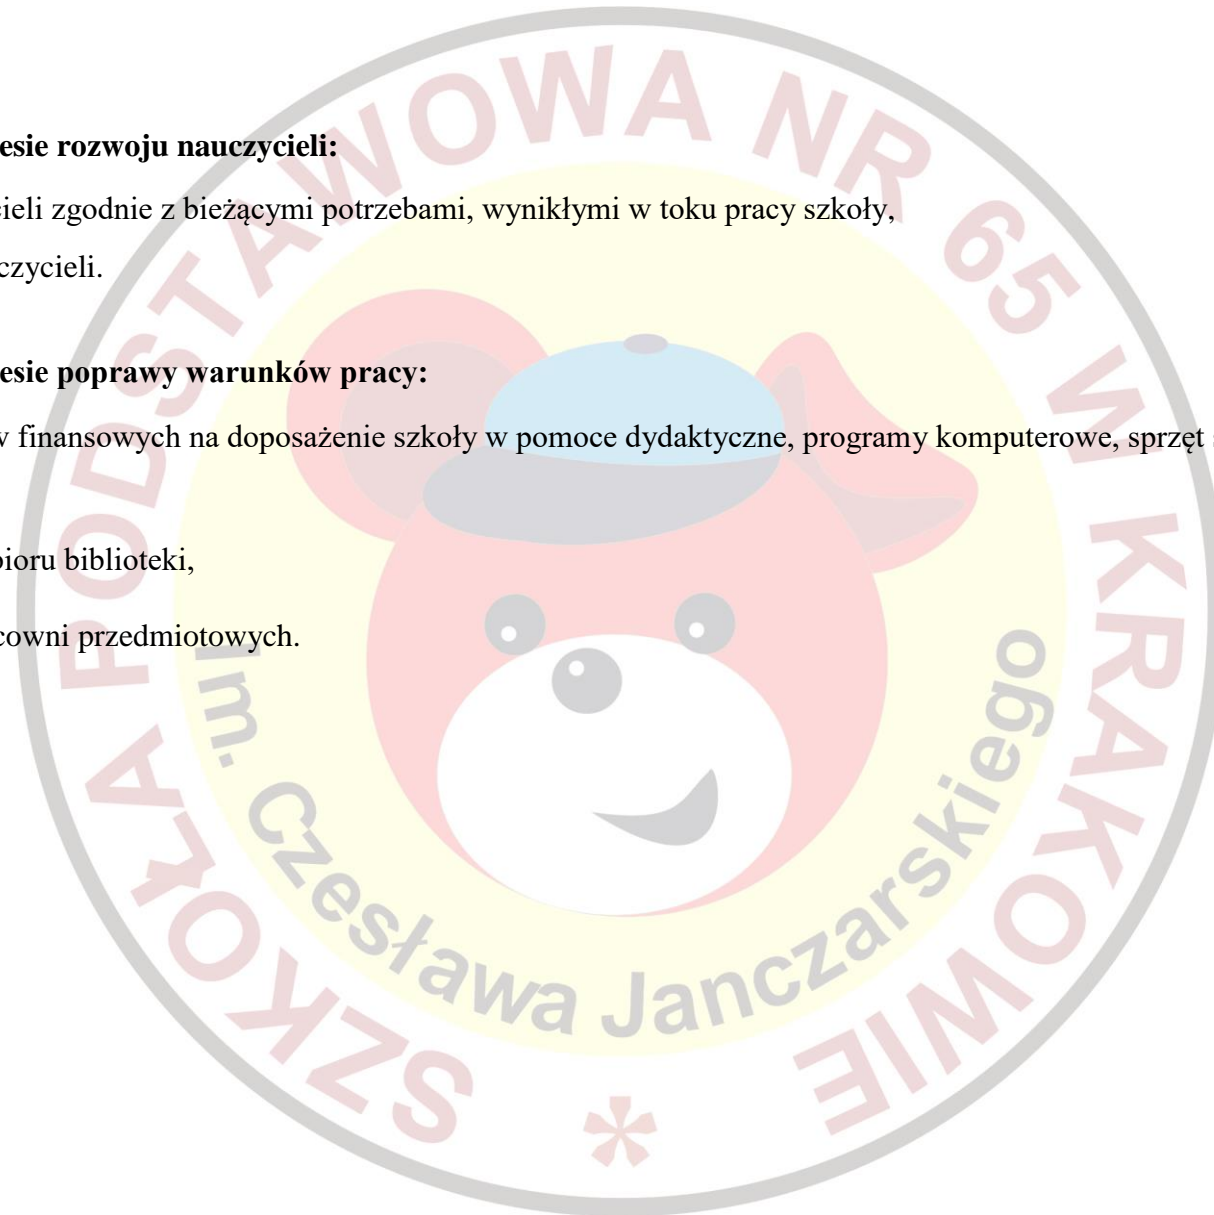 esie rozwoju nauczycieli:
cieli zgodnie z bieżącymi potrzebami, wynikłymi w toku pracy szkoły,
czycieli.
esie poprawy warunków pracy:
w finansowych na doposażenie szkoły w pomoce dydaktyczne, programy komputerowe, sprzęt s
bioru biblioteki,
cowni przedmiotowych.
SZKOŁA PODSTAWOWA NR 65 W KRAKOWIE *
Im. Czesława Janczarskiego